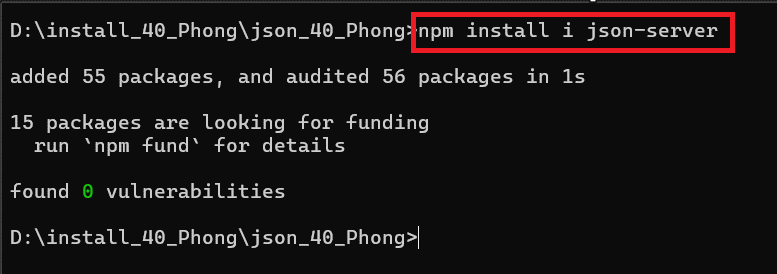 D:\install_40_Phong\json_40_Phong>npm install i json-server
added 55 packages, and audited 56 packages in 1s
15 packages are looking for funding
  run `npm fund` for details
found 0 vulnerabilities
D:\install_40_Phong\json_40_Phong>